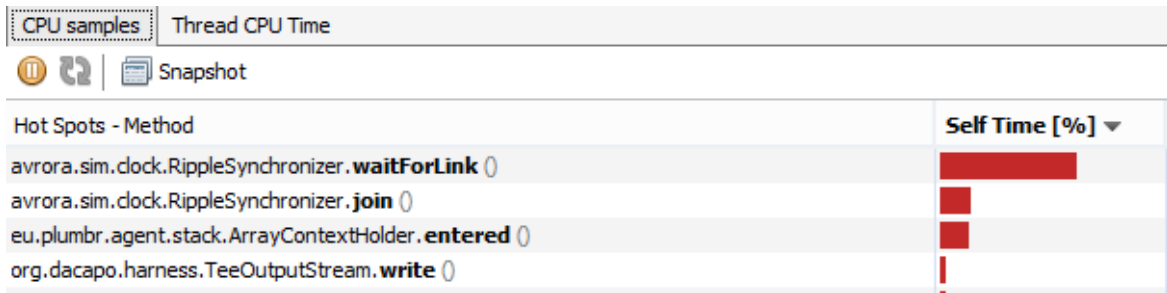 CPU samples Thread CPU Time
Snapshot
Hot Spots - Method Self Time [%]
avrora.sim.clock.RippleSynchronizer.waitForLink ()
avrora.sim.clock.RippleSynchronizer.join ()
eu.plumbr.agent.stack.ArrayContextHolder.entered ()
org.dacapo.harness.TeeOutputStream.write ()